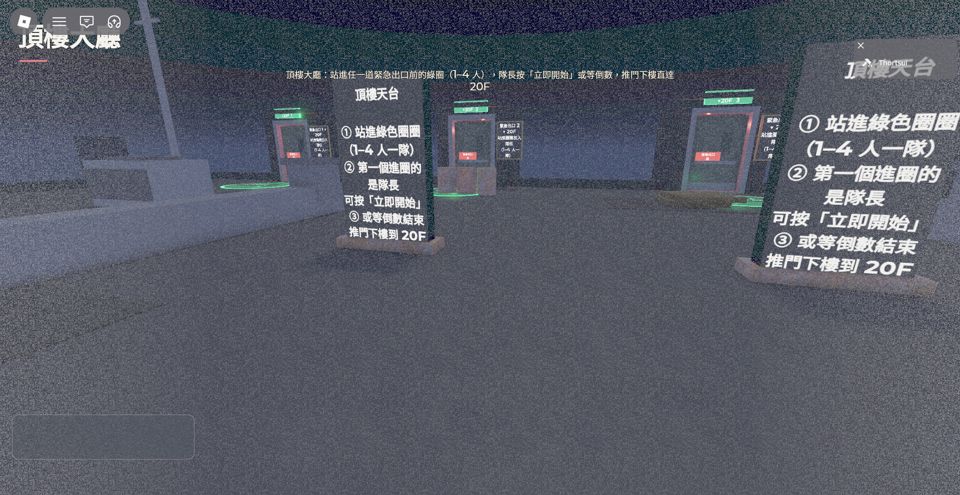 頂樓大廳
頂樓大廳：站進任一道緊急出口前的綠圈（1–4 人），隊長按「立即開始」或等倒數，推門下樓直達
20F
頂樓天台
① 站進綠色圈圈
（1–4 人一隊）
② 第一個進圈的
是隊長
可按「立即開始」
③ 或等倒數結束
推門下樓到 20F
頂樓天台
Thortsui
① 站進綠色圈圈
（1–4 人一隊）
② 第一個進圈的
是隊長
可按「立即開始」
③ 或等倒數結束
推門下樓到 20F